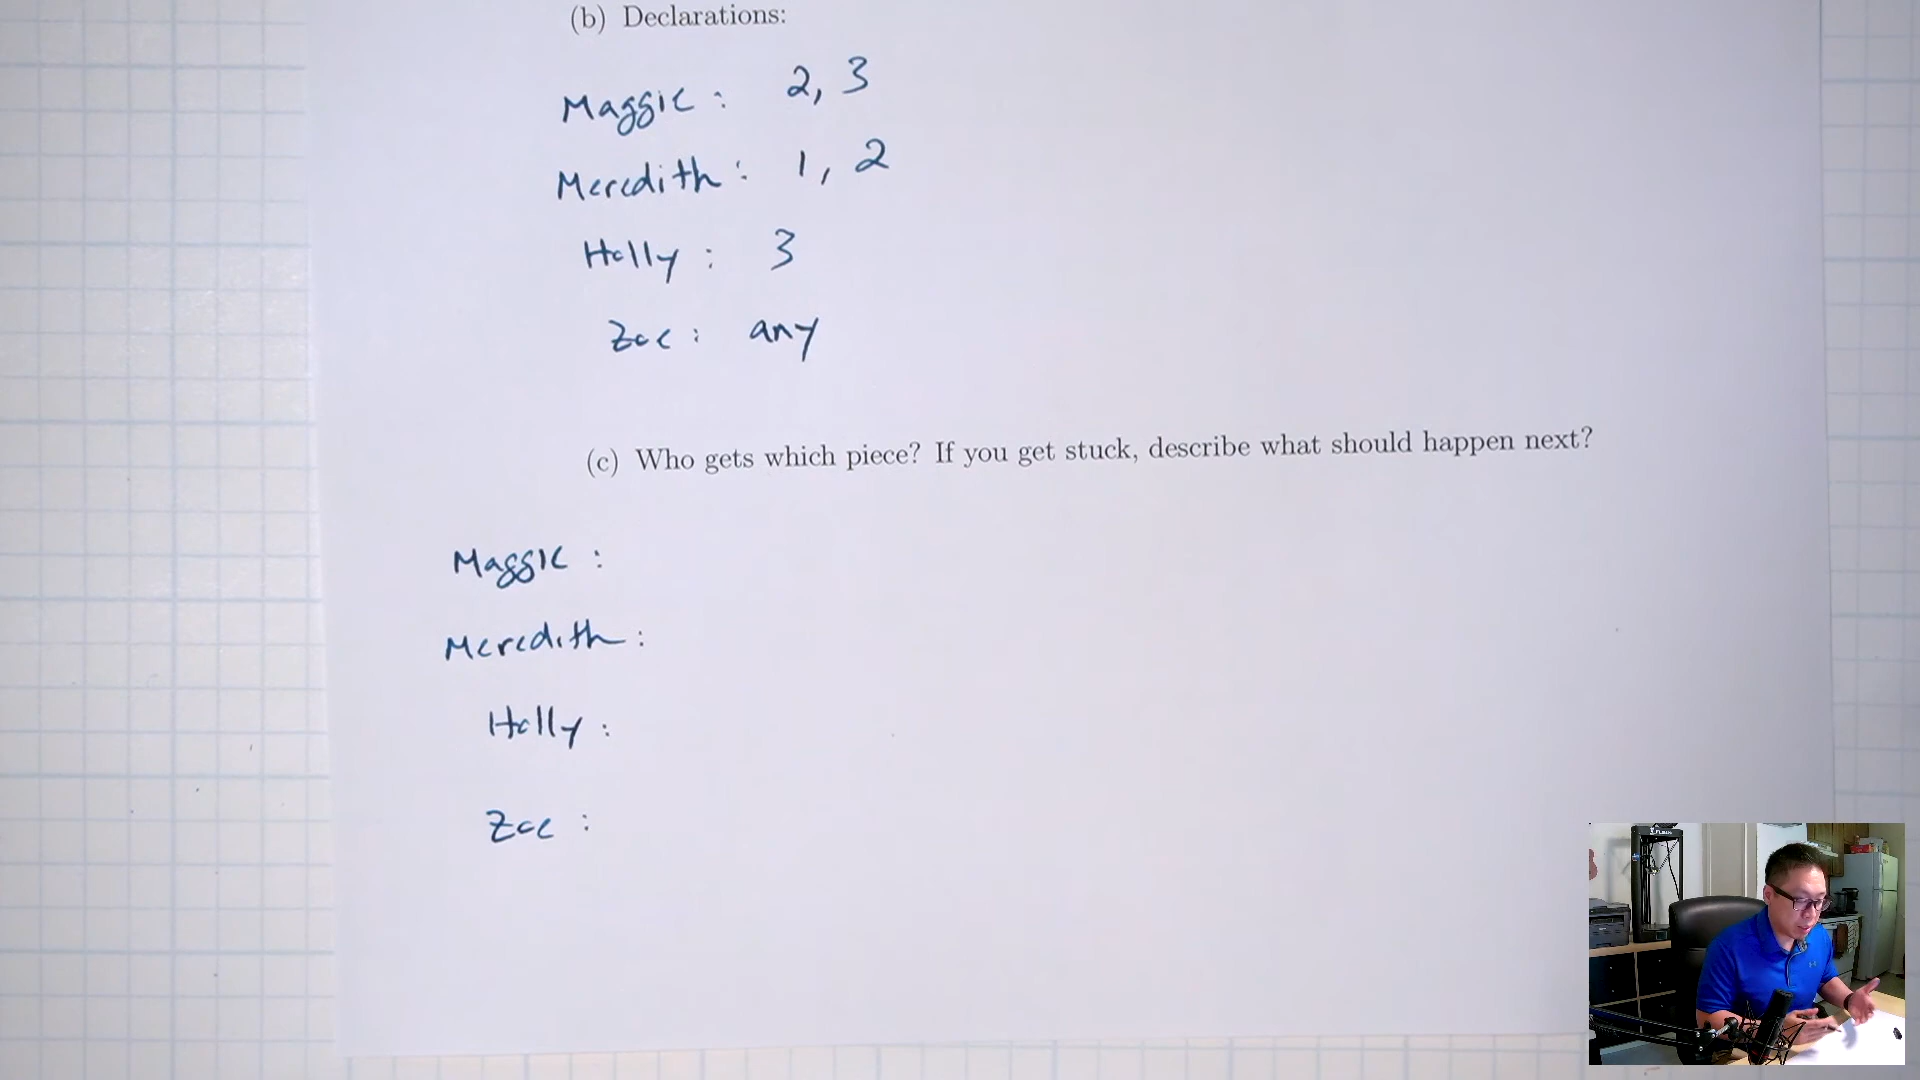 (b) Declarations:
Maggie : 2, 3
Meredith : 1, 2
Holly : 3
Zoe : any
(c) Who gets which piece? If you get stuck, describe what should happen next?
Maggie :
Meredith :
Holly :
Zoe :